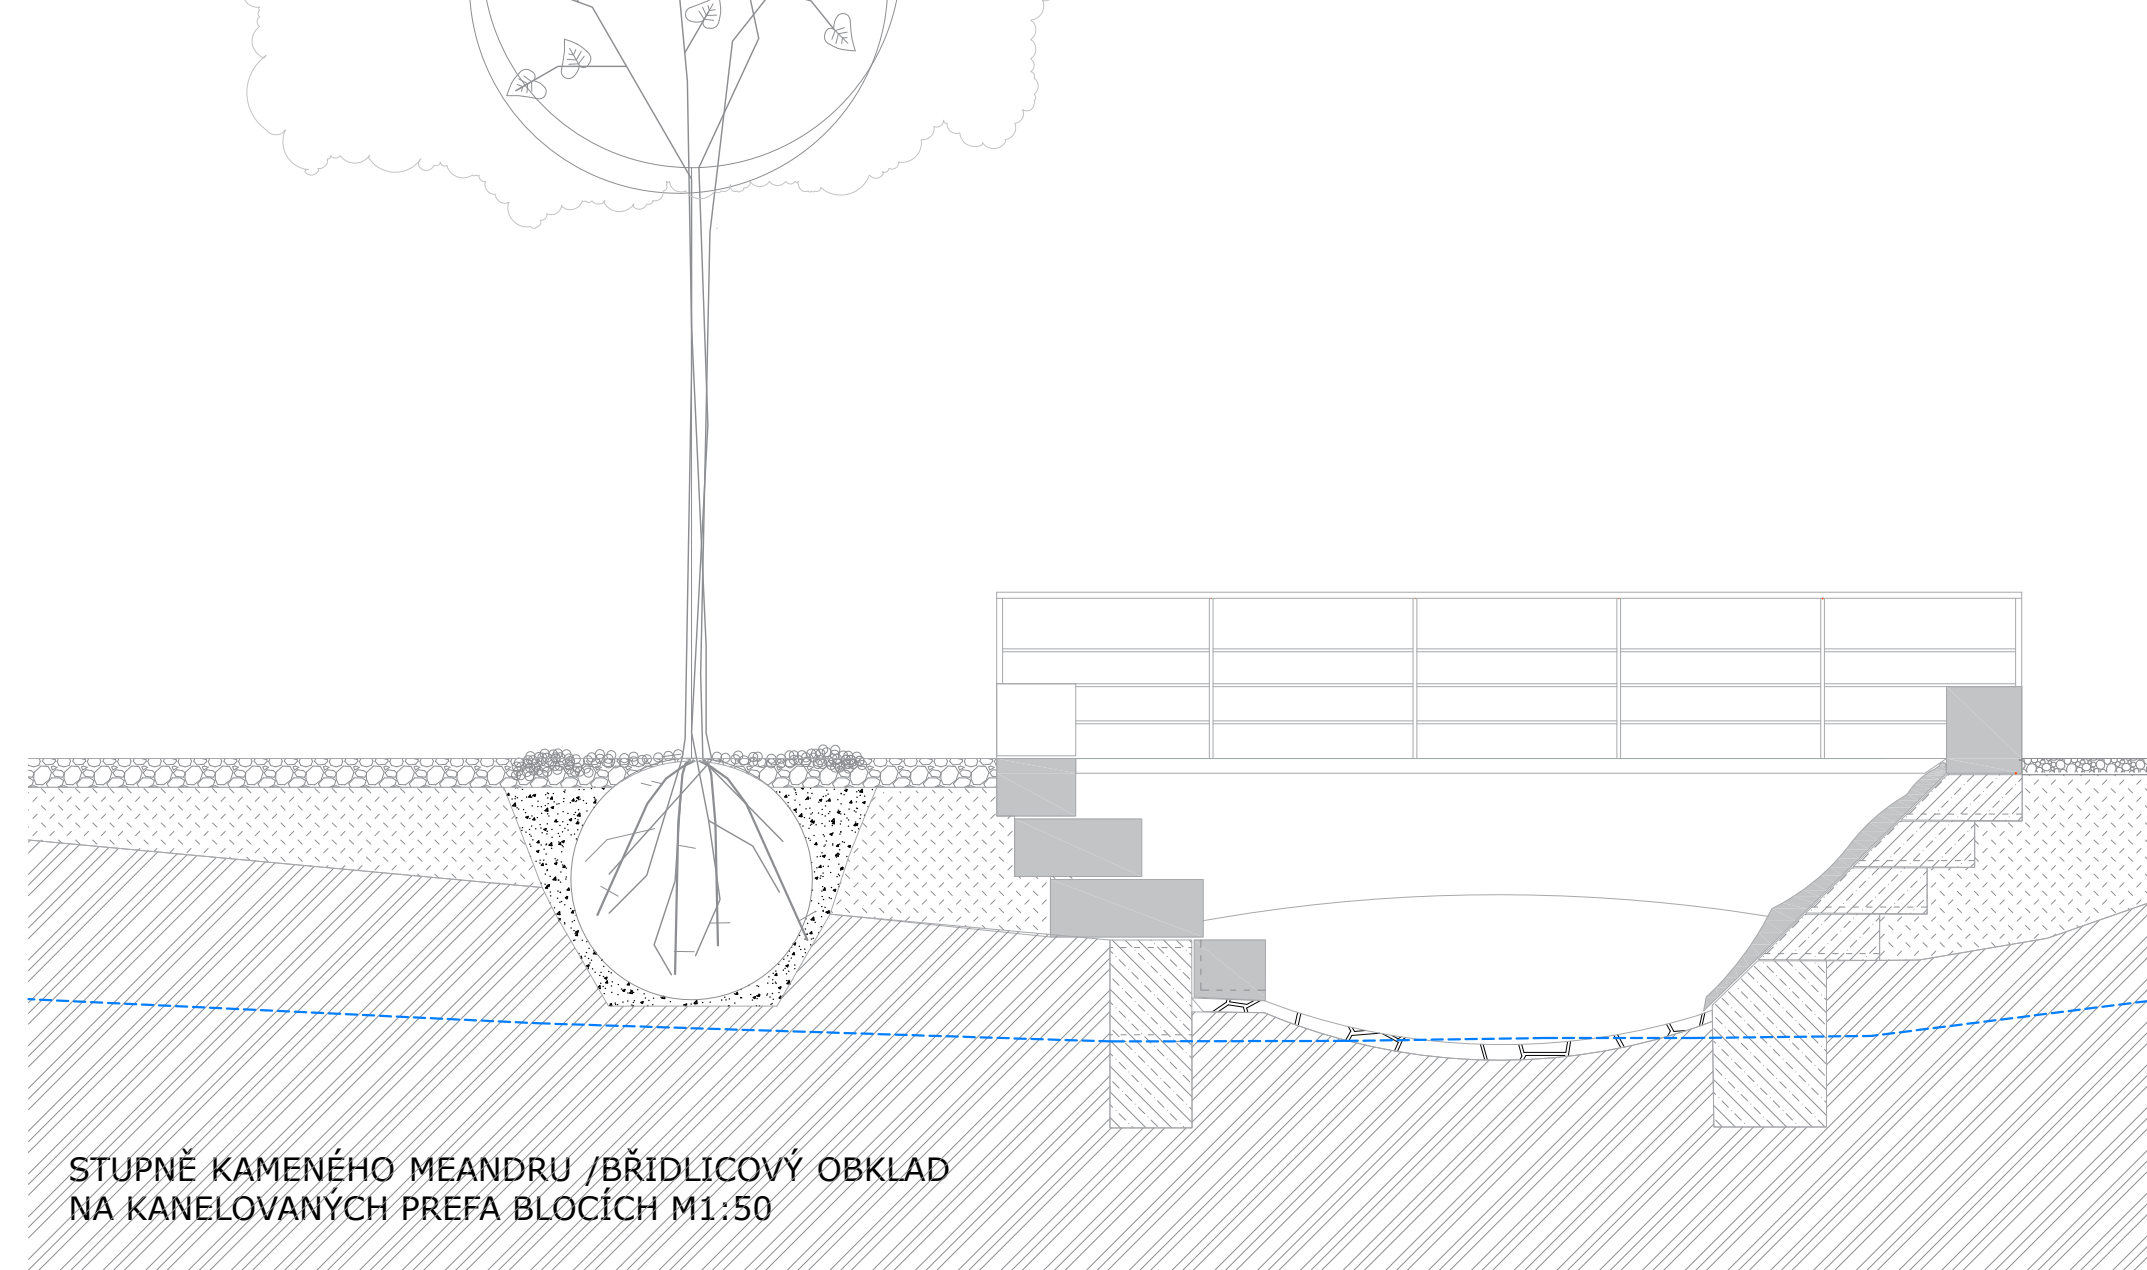 STUPNĚ KAMENÉHO MEANDRU /BŘIDLICOVÝ OBKLAD
NA KANELOVANÝCH PREFA BLOCÍCH M1:50